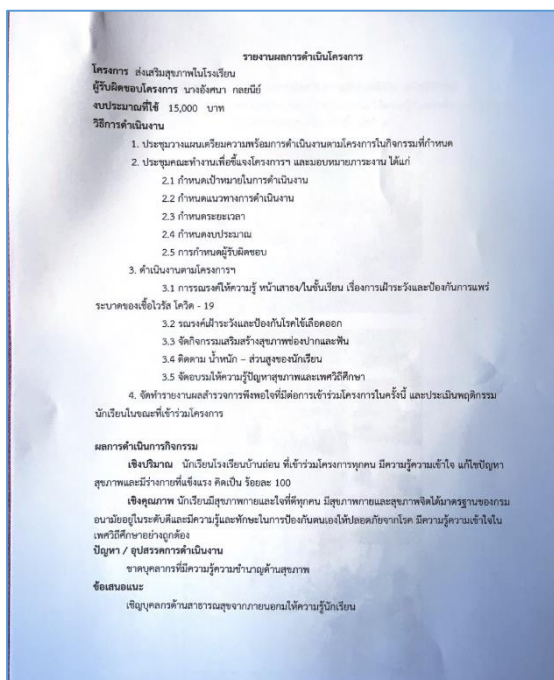 รายงานผลการดำเนินโครงการ
โครงการ ส่งเสริมสุขภาพในโรงเรียน
ผู้รับผิดชอบโครงการ นางอังศนา กลยนีย์
งบประมาณที่ใช้ 15,000 บาท
วิธีการดำเนินงาน
1. ประชุมวางแผนเตรียมความพร้อมการดำเนินงานตามโครงการในกิจกรรมที่กำหนด
2. ประชุมคณะทำงานเพื่อชี้แจงโครงการฯ และมอบหมายภาระงาน ได้แก่
2.1 กำหนดเป้าหมายในการดำเนินงาน
2.2 กำหนดแนวทางการดำเนินงาน
2.3 กำหนดระยะเวลา
2.4 กำหนดงบประมาณ
2.5 การกำหนดผู้รับผิดชอบ
3. ดำเนินงานตามโครงการฯ
3.1 การรณรงค์ให้ความรู้ หน้าเสาธง/ในชั้นเรียน เรื่องการเฝ้าระวังและป้องกันการแพร่
ระบาดของเชื้อไวรัส โควิด - 19
3.2 รณรงค์เฝ้าระวังและป้องกันโรคไข้เลือดออก
3.3 จัดกิจกรรมเสริมสร้างสุขภาพช่องปากและฟัน
3.4 ติดตาม น้ำหนัก – ส่วนสูงของนักเรียน
3.5 จัดอบรมให้ความรู้ปัญหาสุขภาพและเพศวิถีศึกษา
4. จัดทำรายงานผลสำรวจการพึงพอใจที่มีต่อการเข้าร่วมโครงการในครั้งนี้ และประเมินพฤติกรรม
นักเรียนในขณะที่เข้าร่วมโครงการ
ผลการดำเนินการกิจกรรม
เชิงปริมาณ นักเรียนโรงเรียนบ้านถ่อน ที่เข้าร่วมโครงการทุกคน มีความรู้ความเข้าใจ แก้ไขปัญหา
สุขภาพและมีร่างกายที่แข็งแรง คิดเป็น ร้อยละ 100
เชิงคุณภาพ นักเรียนมีสุขภาพกายและใจที่ดีทุกคน มีสุขภาพกายและสุขภาพจิตได้มาตรฐานของกรม
อนามัยอยู่ในระดับดีและมีความรู้และทักษะในการป้องกันตนเองให้ปลอดภัยจากโรค มีความรู้ความเข้าใจใน
เพศวิถีศึกษาอย่างถูกต้อง
ปัญหา / อุปสรรคการดำเนินงาน
ขาดบุคลากรที่มีความรู้ความชำนาญด้านสุขภาพ
ข้อเสนอแนะ
เชิญบุคลกรด้านสาธารณสุขจากภายนอกมให้ความรู้นักเรียน